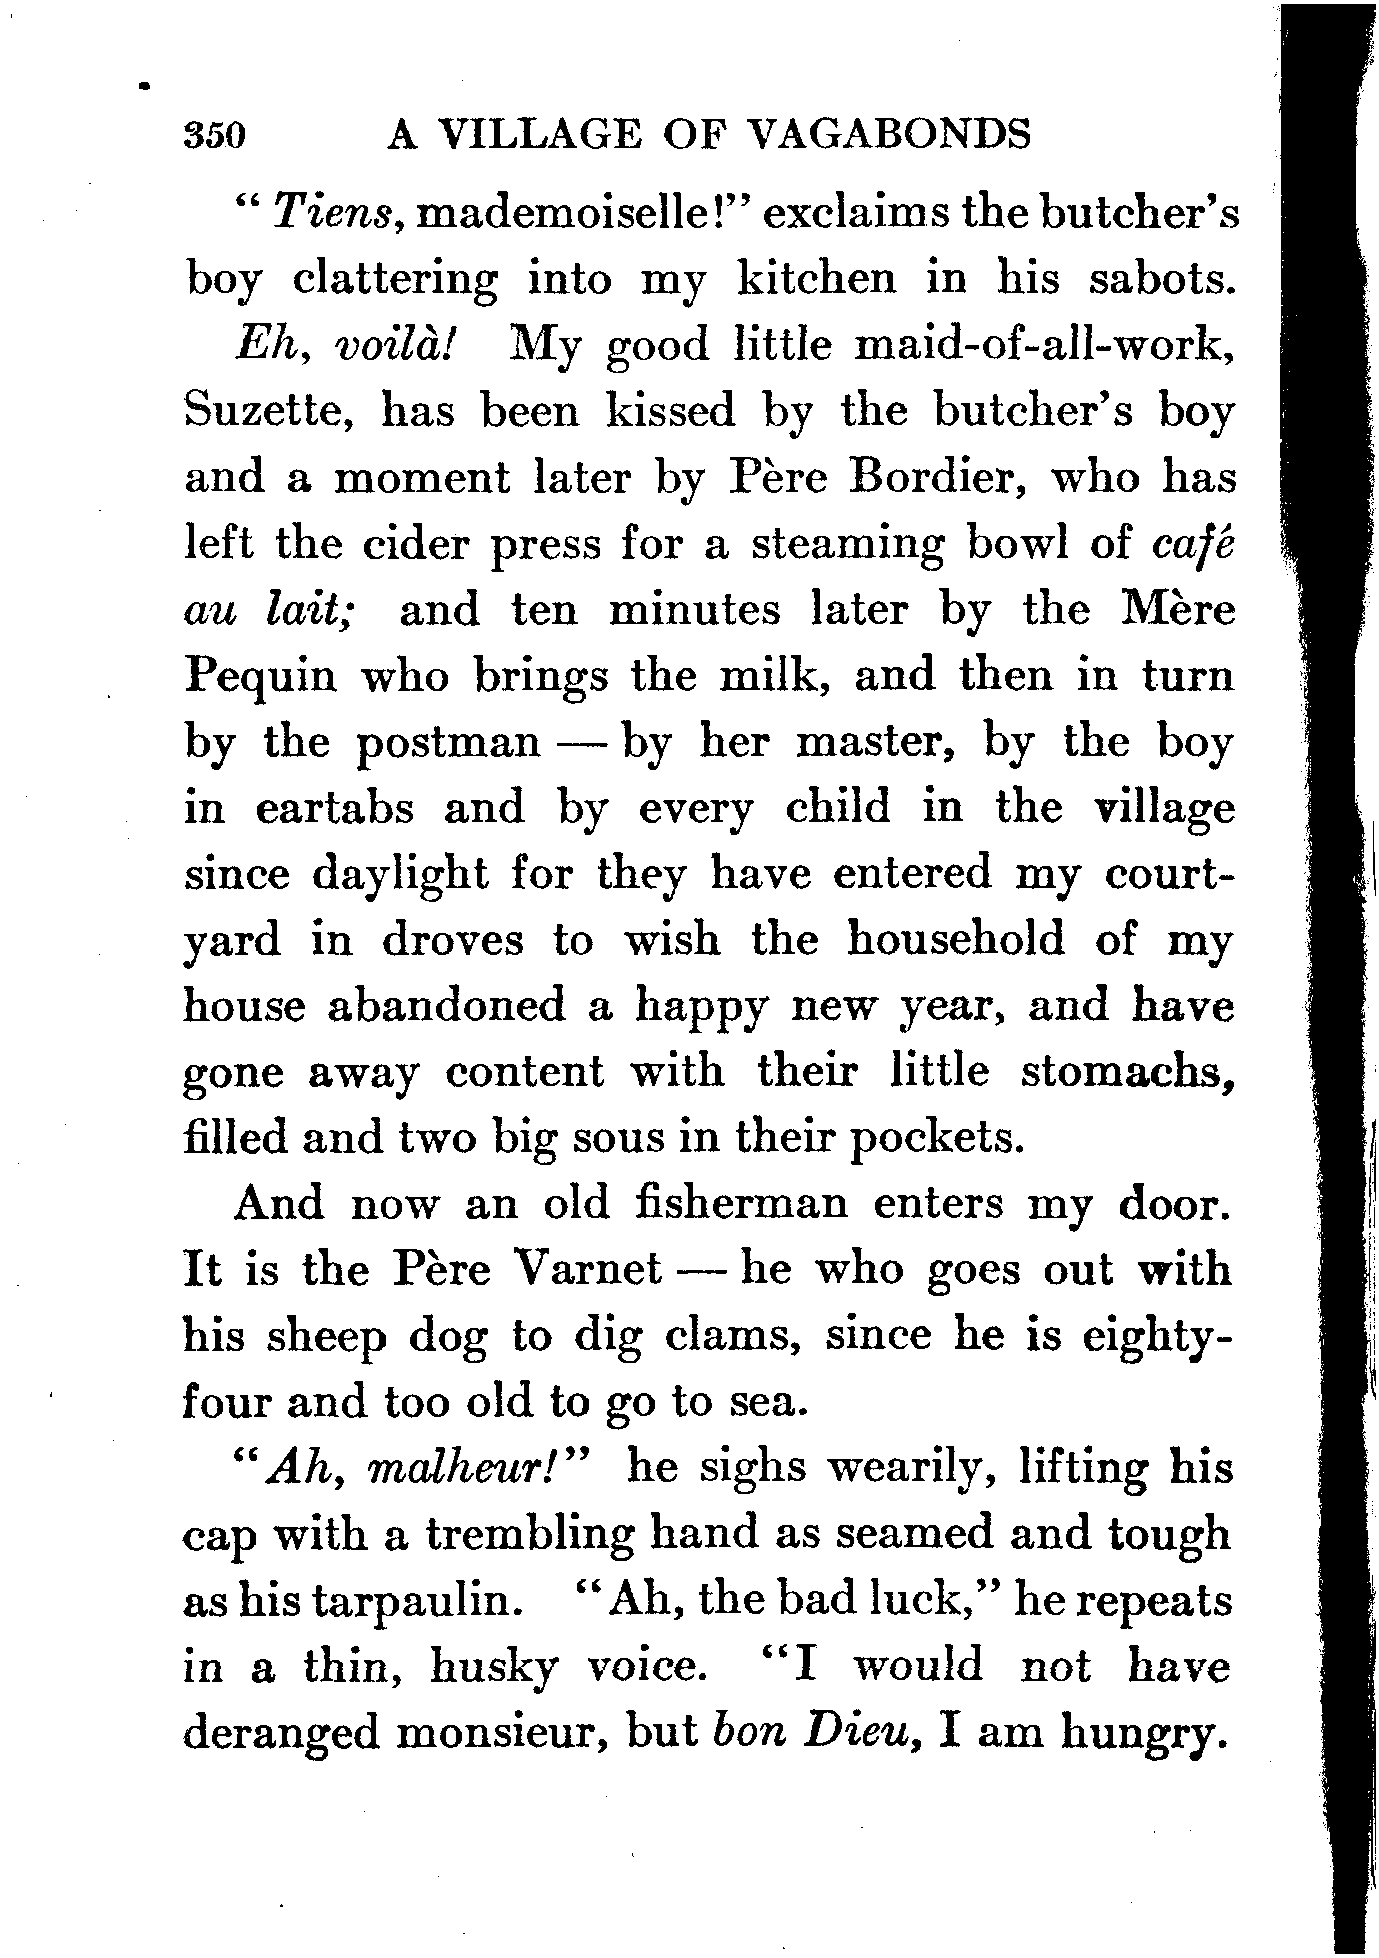 350 A VILLAGE OF VAGABONDS
“ Tiens, mademoiselle!” exclaims the butcher’s
boy clattering into my kitchen in his sabots.
Eh, voilà! My good little maid-of-all-work,
Suzette, has been kissed by the butcher’s boy
and a moment later by Père Bordier, who has
left the cider press for a steaming bowl of café
au lait; and ten minutes later by the Mère
Pequin who brings the milk, and then in turn
by the postman — by her master, by the boy
in eartabs and by every child in the village
since daylight for they have entered my court-
yard in droves to wish the household of my
house abandoned a happy new year, and have
gone away content with their little stomachs,
filled and two big sous in their pockets.
And now an old fisherman enters my door.
It is the Père Varnet — he who goes out with
his sheep dog to dig clams, since he is eighty-
four and too old to go to sea.
“Ah, malheur!” he sighs wearily, lifting his
cap with a trembling hand as seamed and tough
as his tarpaulin. “Ah, the bad luck,” he repeats
in a thin, husky voice. “I would not have
deranged monsieur, but bon Dieu, I am hungry.